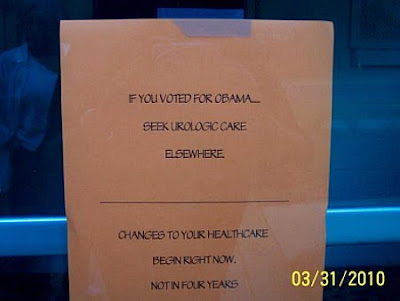 IF YOU VOTED FOR OBAMA....
SEEK UROLOGIC CARE
ELSEWHERE.
CHANGES TO YOUR HEALTHCARE
BEGIN RIGHT NOW,
NOT IN FOUR YEARS
03/31/2010